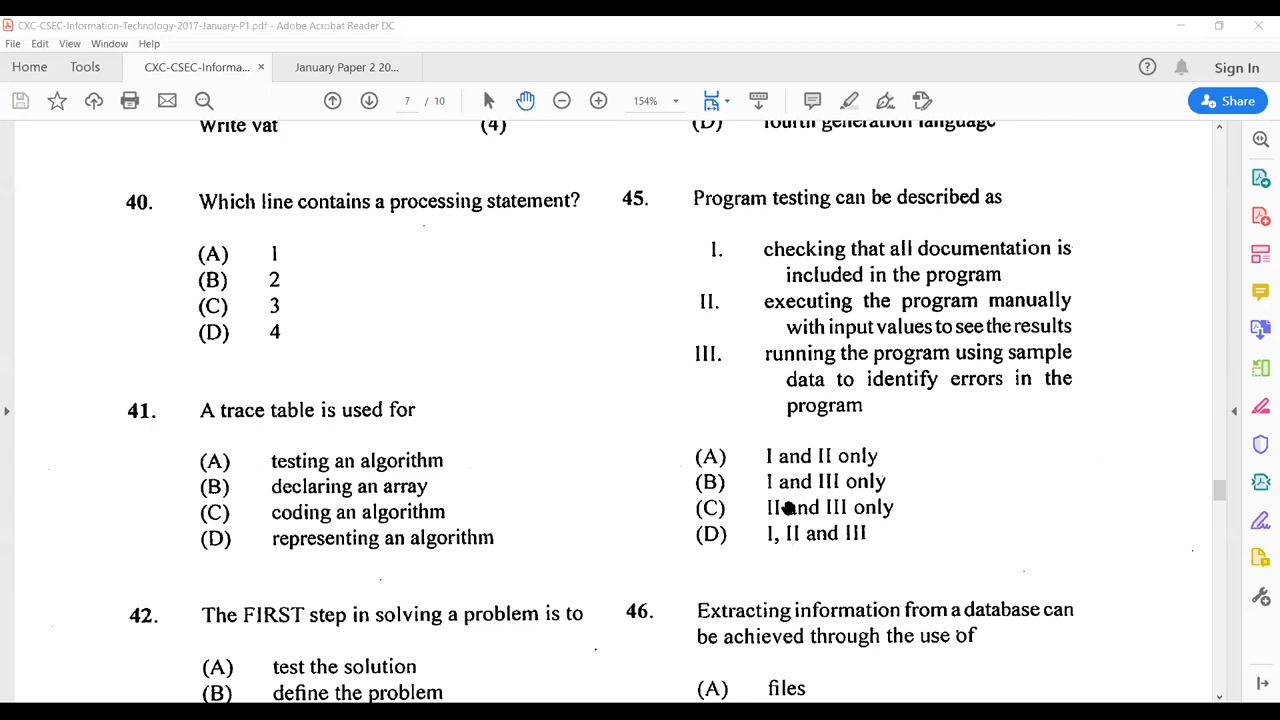 CXC-CSEC-Information-Technology-2017-January-P1.pdf - Adobe Acrobat Reader DC
File Edit View Window Help
Home Tools CXC-CSEC-Informa... × January Paper 2 20... Sign In
7 / 10 154% Share
Write vat (4)
40. Which line contains a processing statement?
(A) 1
(B) 2
(C) 3
(D) 4
41. A trace table is used for
(A) testing an algorithm
(B) declaring an array
(C) coding an algorithm
(D) representing an algorithm
42. The FIRST step in solving a problem is to
(A) test the solution
(B) define the problem
(D) fourth generation language
45. Program testing can be described as
I. checking that all documentation is
included in the program
II. executing the program manually
with input values to see the results
III. running the program using sample
data to identify errors in the
program
(A) I and II only
(B) I and III only
(C) II and III only
(D) I, II and III
46. Extracting information from a database can
be achieved through the use of
(A) files